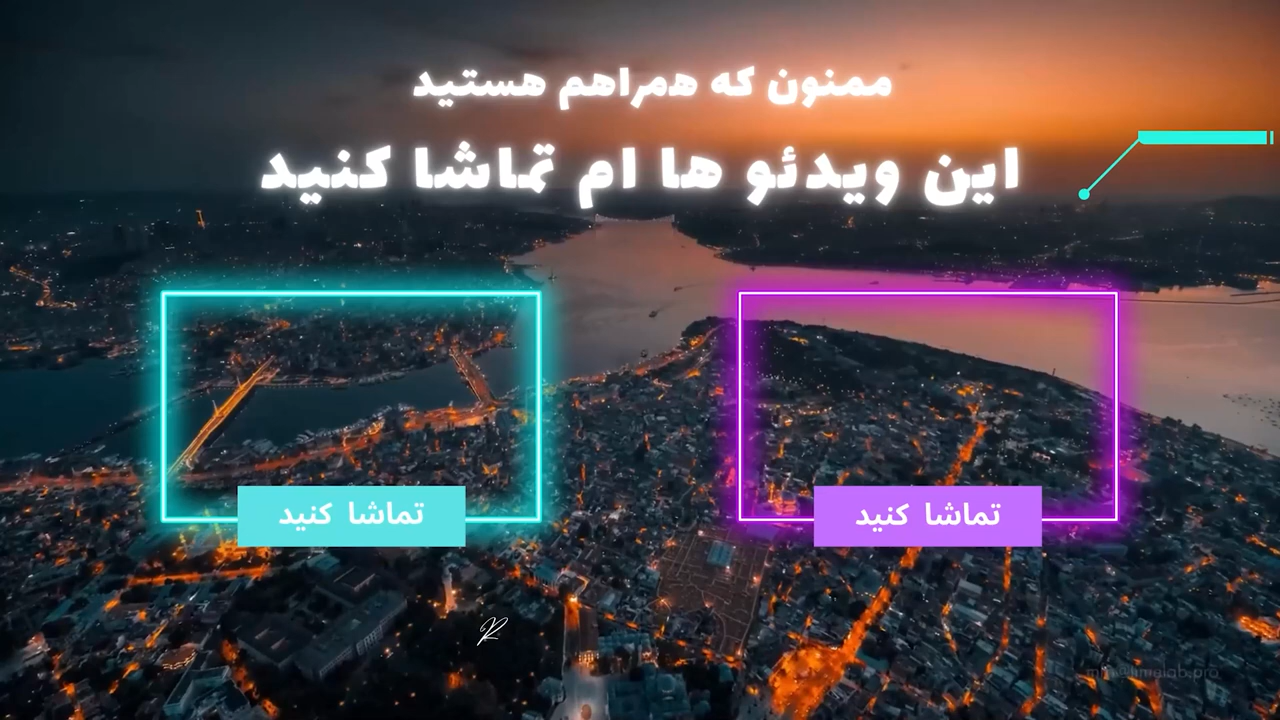 ممنون که همراهم هستید
این ویدئو ها ام تماشا کنید
تماشا کنید
تماشا کنید